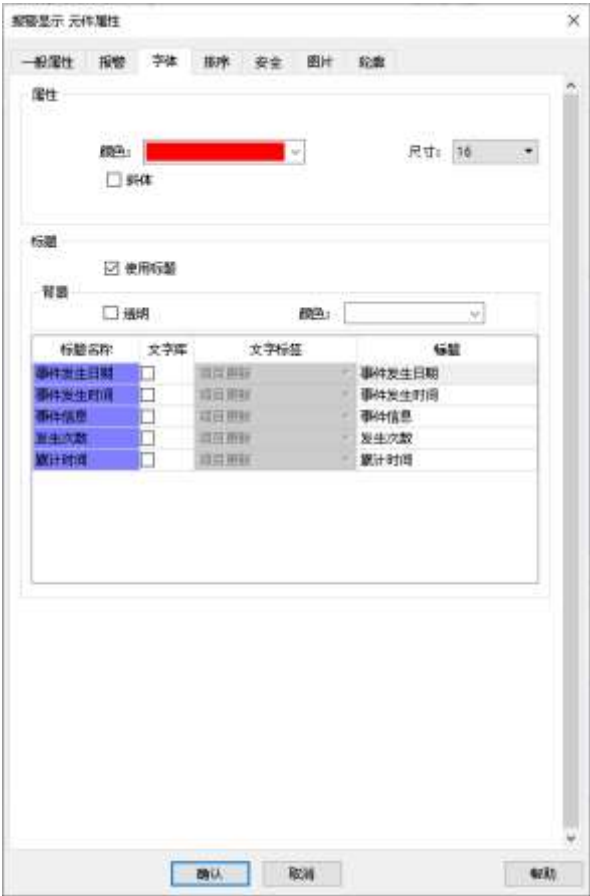 报警显示 元件属性
一般属性 报警 字体 排序 安全 图片 轮廓
属性
颜色: 尺寸: 16
斜体
标题
使用标题
背景
透明 颜色:
标题名称 文字库 文字标签 标题
事件发生日期 事件发生日期
事件发生时间 事件发生时间
事件信息 事件信息
发生次数 发生次数
累计时间 累计时间
确认 取消 帮助